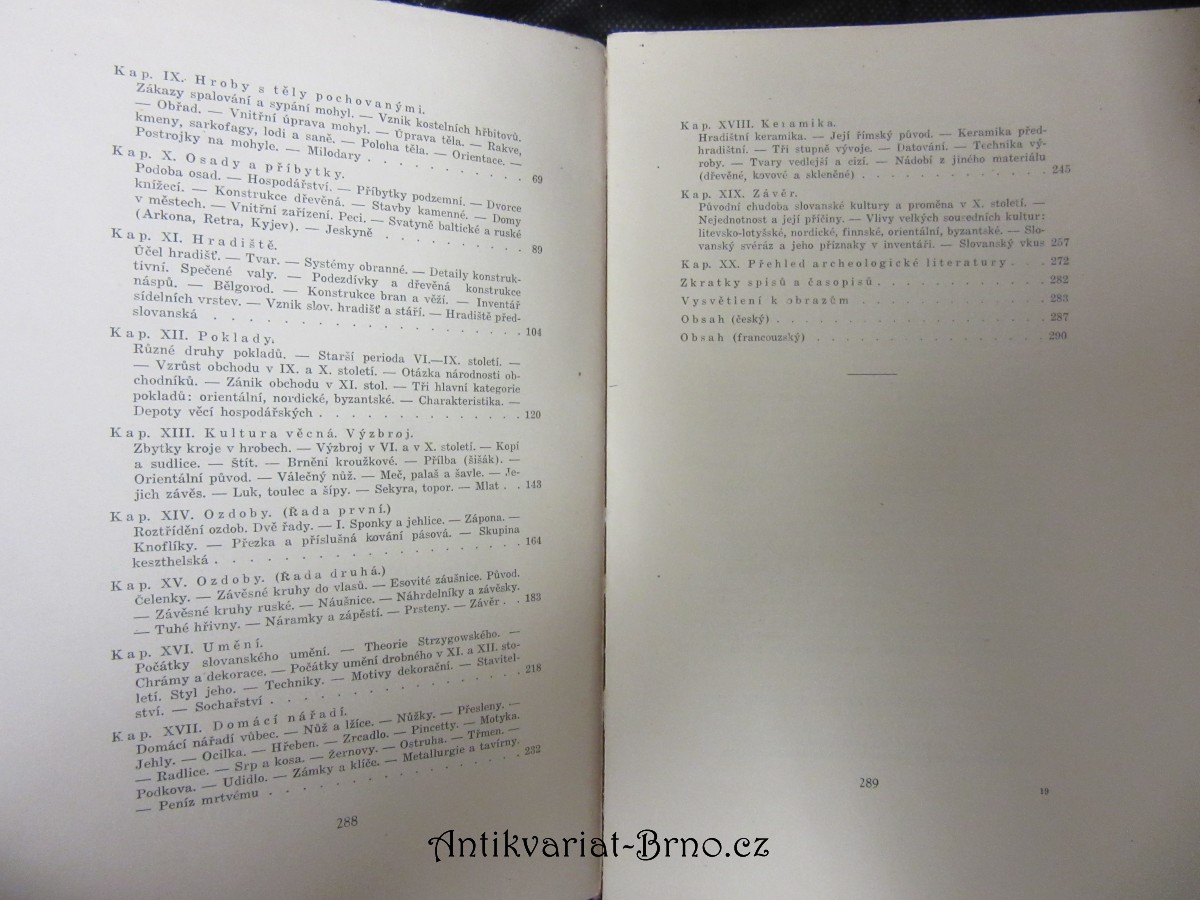 Kap. IX. Hroby s těly pochovanými.
Zákazy spalování a sypání mohyl. — Vznik kostelních hřbitovů.
— Obřad. — Vnitřní úprava mohyl. — Úprava těla. — Rakve,
kmeny, sarkofagy, lodi a saně. — Poloha těla. — Orientace. —
Postrojky na mohyle. — Milodary . . . . . . . . . . 69
Kap. X. Osady a příbytky.
Podoba osad. — Hospodářství. — Příbytky podzemní. — Dvorce
knížecí. — Konstrukce dřevěná. — Stavby kamenné. — Domy
v městech. — Vnitřní zařízení. Peci. — Svatyně baltické a ruské
(Arkona, Retra, Kyjev). — Jeskyně . . . . . . . . . 89
Kap. XI. Hradiště.
Účel hradišť. — Tvar. — Systémy obranné. — Detaily konstruk-
tivní. Spečené valy. — Podezdívky a dřevěná konstrukce
náspů. — Bělgorod. — Konstrukce bran a věží. — Inventář
sídelních vrstev. — Vznik slov. hradišť a stáří. — Hradiště před-
slovanská . . . . . . . . . . . . . . . . . 104
Kap. XII. Poklady.
Různé druhy pokladů. — Starší perioda VI.—IX. století. —
— Vzrůst obchodu v IX. a X. století. — Otázka národnosti ob-
chodníků. — Zánik obchodu v XI. stol. — Tři hlavní kategorie
pokladů: orientální, nordické, byzantské. — Charakteristika. —
Depoty věcí hospodářských . . . . . . . . . . . . . 120
Kap. XIII. Kultura věcná. Výzbroj.
Zbytky kroje v hrobech. — Výzbroj v VI. a v X. století. — Kopí
a sudlice. — Štít. — Brnění kroužkové. — Přílba (šišák). —
Orientální původ. — Válečný nůž. — Meč, palaš a šavle. — Je-
jich závěs. — Luk, toulec a šípy. — Sekyra, topor. — Mlat . . 143
Kap. XIV. Ozdoby. (Řada první.)
Roztřídění ozdob. Dvě řady. — I. Sponky a jehlice. — Zápona. —
Knoflíky. — Přezka a příslušná kování pásová. — Skupina
keszthelská . . . . . . . . . . . . . . . . . 164
Kap. XV. Ozdoby. (Řada druhá.)
Čelenky. — Závěsné kruhy do vlasů. — Esovité záušnice. Původ.
— Závěsné kruhy ruské. — Náušnice. — Náhrdelníky a závěsky.
— Tuhé hřivny. — Náramky a zápěstí. — Prsteny. — Závěr . . 183
Kap. XVI. Umění.
Počátky slovanského umění. — Theorie Strzygowského. —
Chrámy a dekorace. — Počátky umění drobného v XI. a XII. sto-
letí. Styl jeho. — Techniky. — Motivy dekorační. — Stavitel-
ství. — Sochařství . . . . . . . . . . . . . . . 218
Kap. XVII. Domácí nářadí.
Domácí nářadí vůbec. — Nůž a lžíce. — Nůžky. — Přesleny. —
Jehly. — Ocílka. — Hřeben. — Zrcadlo. — Pincetty. — Motyka.
— Radlice. — Srp a kosa. — Žernovy. — Ostruha. — Třmen. —
Podkova. — Udidlo. — Zámky a klíče. — Metallurgie a tavírny.
— Peníz mrtvému . . . . . . . . . . . . . . . 232
288
Kap. XVIII. Keramika.
Hradištní keramika. — Její římský původ. — Keramika před-
hradištní. — Tři stupně vývoje. — Datování. — Technika vý-
roby. — Tvary vedlejší a cizí. — Nádobí z jiného materiálu
(dřevěné, kovové a skleněné) . . . . . . . . . . . . 245
Kap. XIX. Závěr.
Původní chudoba slovanské kultury a proměna v X. století. —
Nejednotnost a její příčiny. — Vlivy velkých sousedních kultur:
litevsko-lotyšské, nordické, finnské, orientální, byzantské. — Slo-
vanský svéráz a jeho příznaky v inventáři. — Slovanský vkus 257
Kap. XX. Přehled archeologické literatury . . . 272
Zkratky spisů a časopisů . . . . . . . . . . . . . 282
Vysvětlení k obrazům . . . . . . . . . . . . . . 283
Obsah (český) . . . . . . . . . . . . . . . . . . 287
Obsah (francouzský) . . . . . . . . . . . . . . . 290
289
19
Antikvariat-Brno.cz